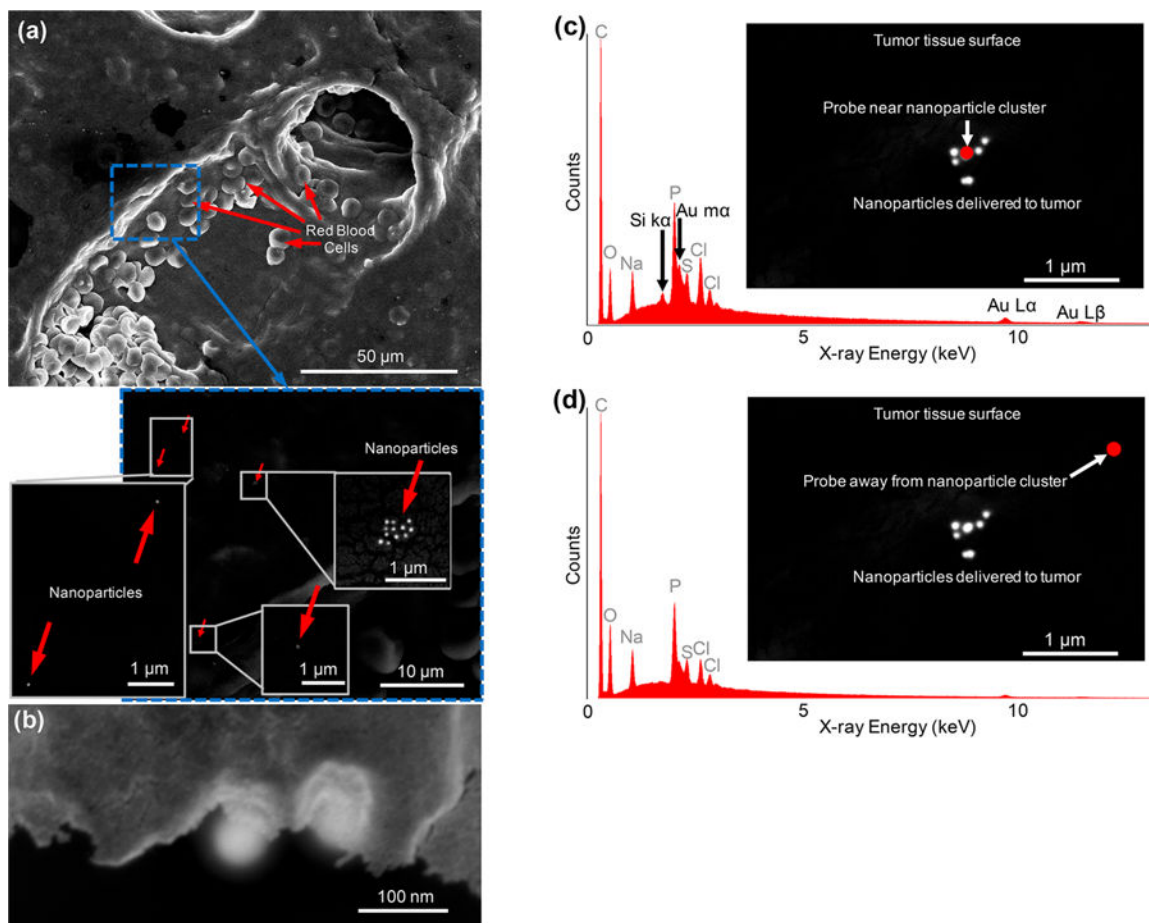 (a)
Red Blood
Cells
50 µm
Nanoparticles
1 µm
Nanoparticles
1 µm
1 µm
10 µm
(b)
100 nm
(c)
C
Tumor tissue surface
Probe near nanoparticle cluster
Counts
P
Au mα
Si kα
Nanoparticles delivered to tumor
O
Na
S
Cl
Cl
1 µm
Au Lα
Au Lβ
0
5
10
X-ray Energy (keV)
(d)
C
Tumor tissue surface
Probe away from nanoparticle cluster
Counts
P
Nanoparticles delivered to tumor
O
Na
S
Cl
Cl
1 µm
0
5
10
X-ray Energy (keV)